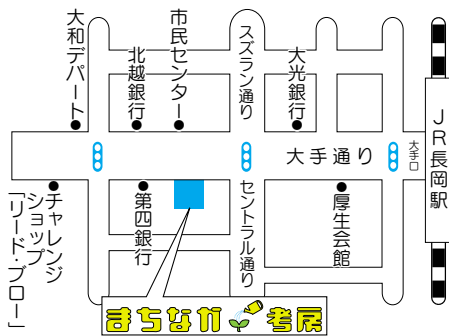 大和デパート
北越銀行
市民センター
スズラン通り
大光銀行
JR長岡駅
大手口
大手通り
チャレンジ
ショップ
「リード・ブロー」
第四銀行
セントラル通り
厚生会館
まちなか考房